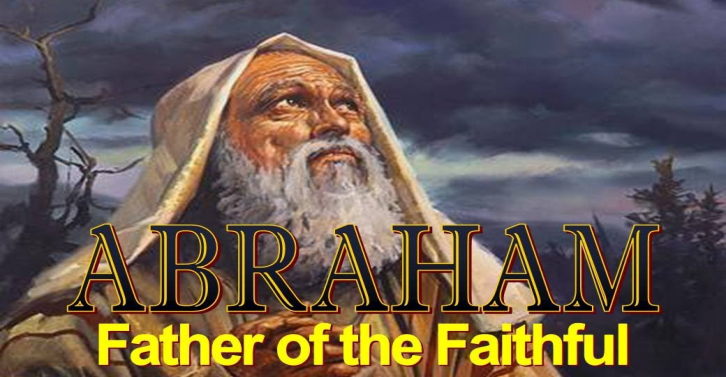 ABRAHAM
Father of the Faithful